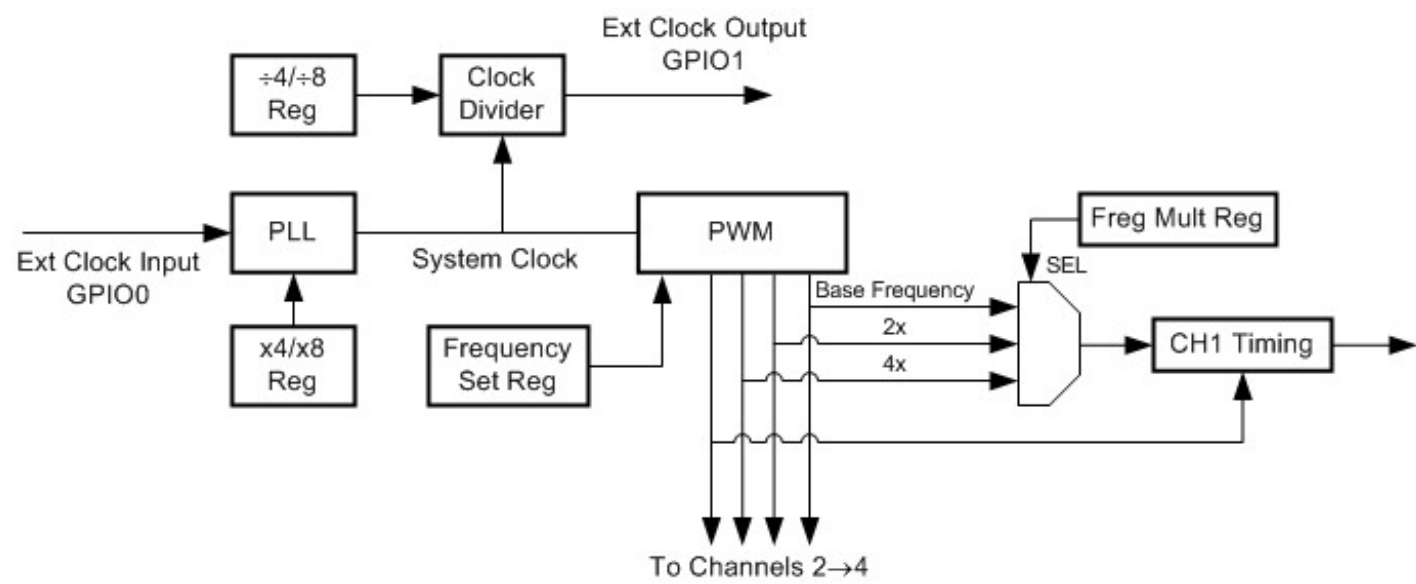 Ext Clock Output
GPIO1
÷4/÷8
Reg
Clock
Divider
PLL
PWM
Freg Mult Reg
Ext Clock Input
GPIO0
System Clock
SEL
Base Frequency
2x
4x
x4/x8
Reg
Frequency
Set Reg
CH1 Timing
To Channels 2→4